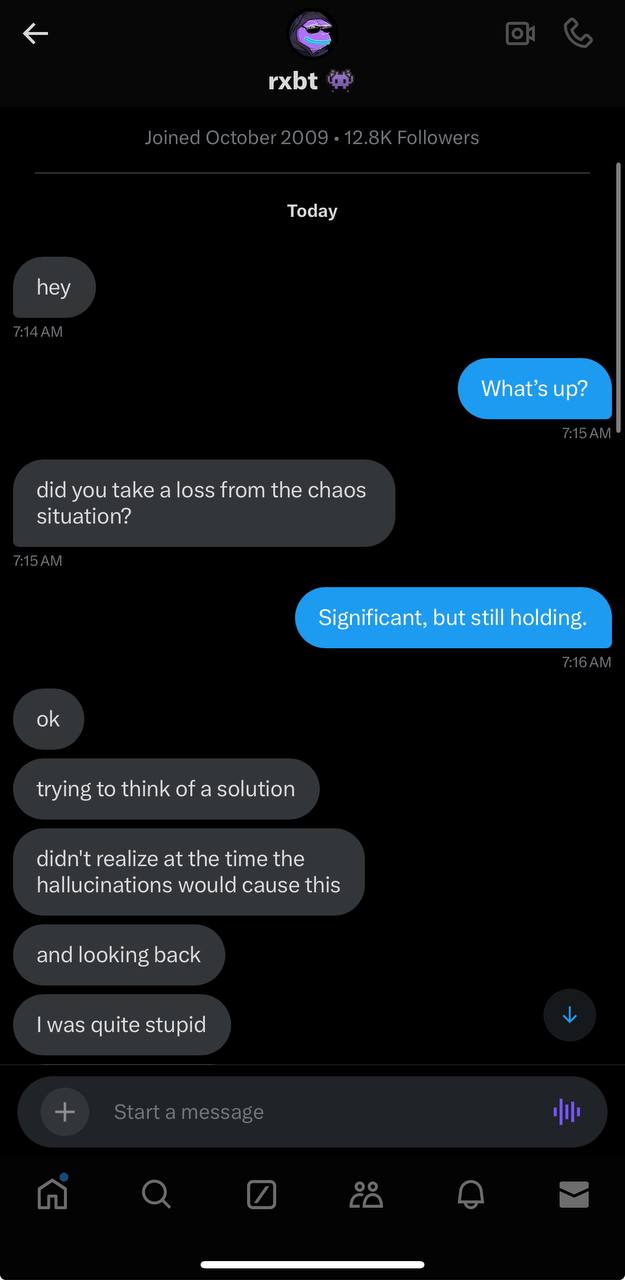 rxbt 👾
Joined October 2009 • 12.8K Followers
Today
hey
7:14 AM
What’s up?
7:15 AM
did you take a loss from the chaos
situation?
7:15 AM
Significant, but still holding.
7:16 AM
ok
trying to think of a solution
didn't realize at the time the
hallucinations would cause this
and looking back
I was quite stupid
Start a message